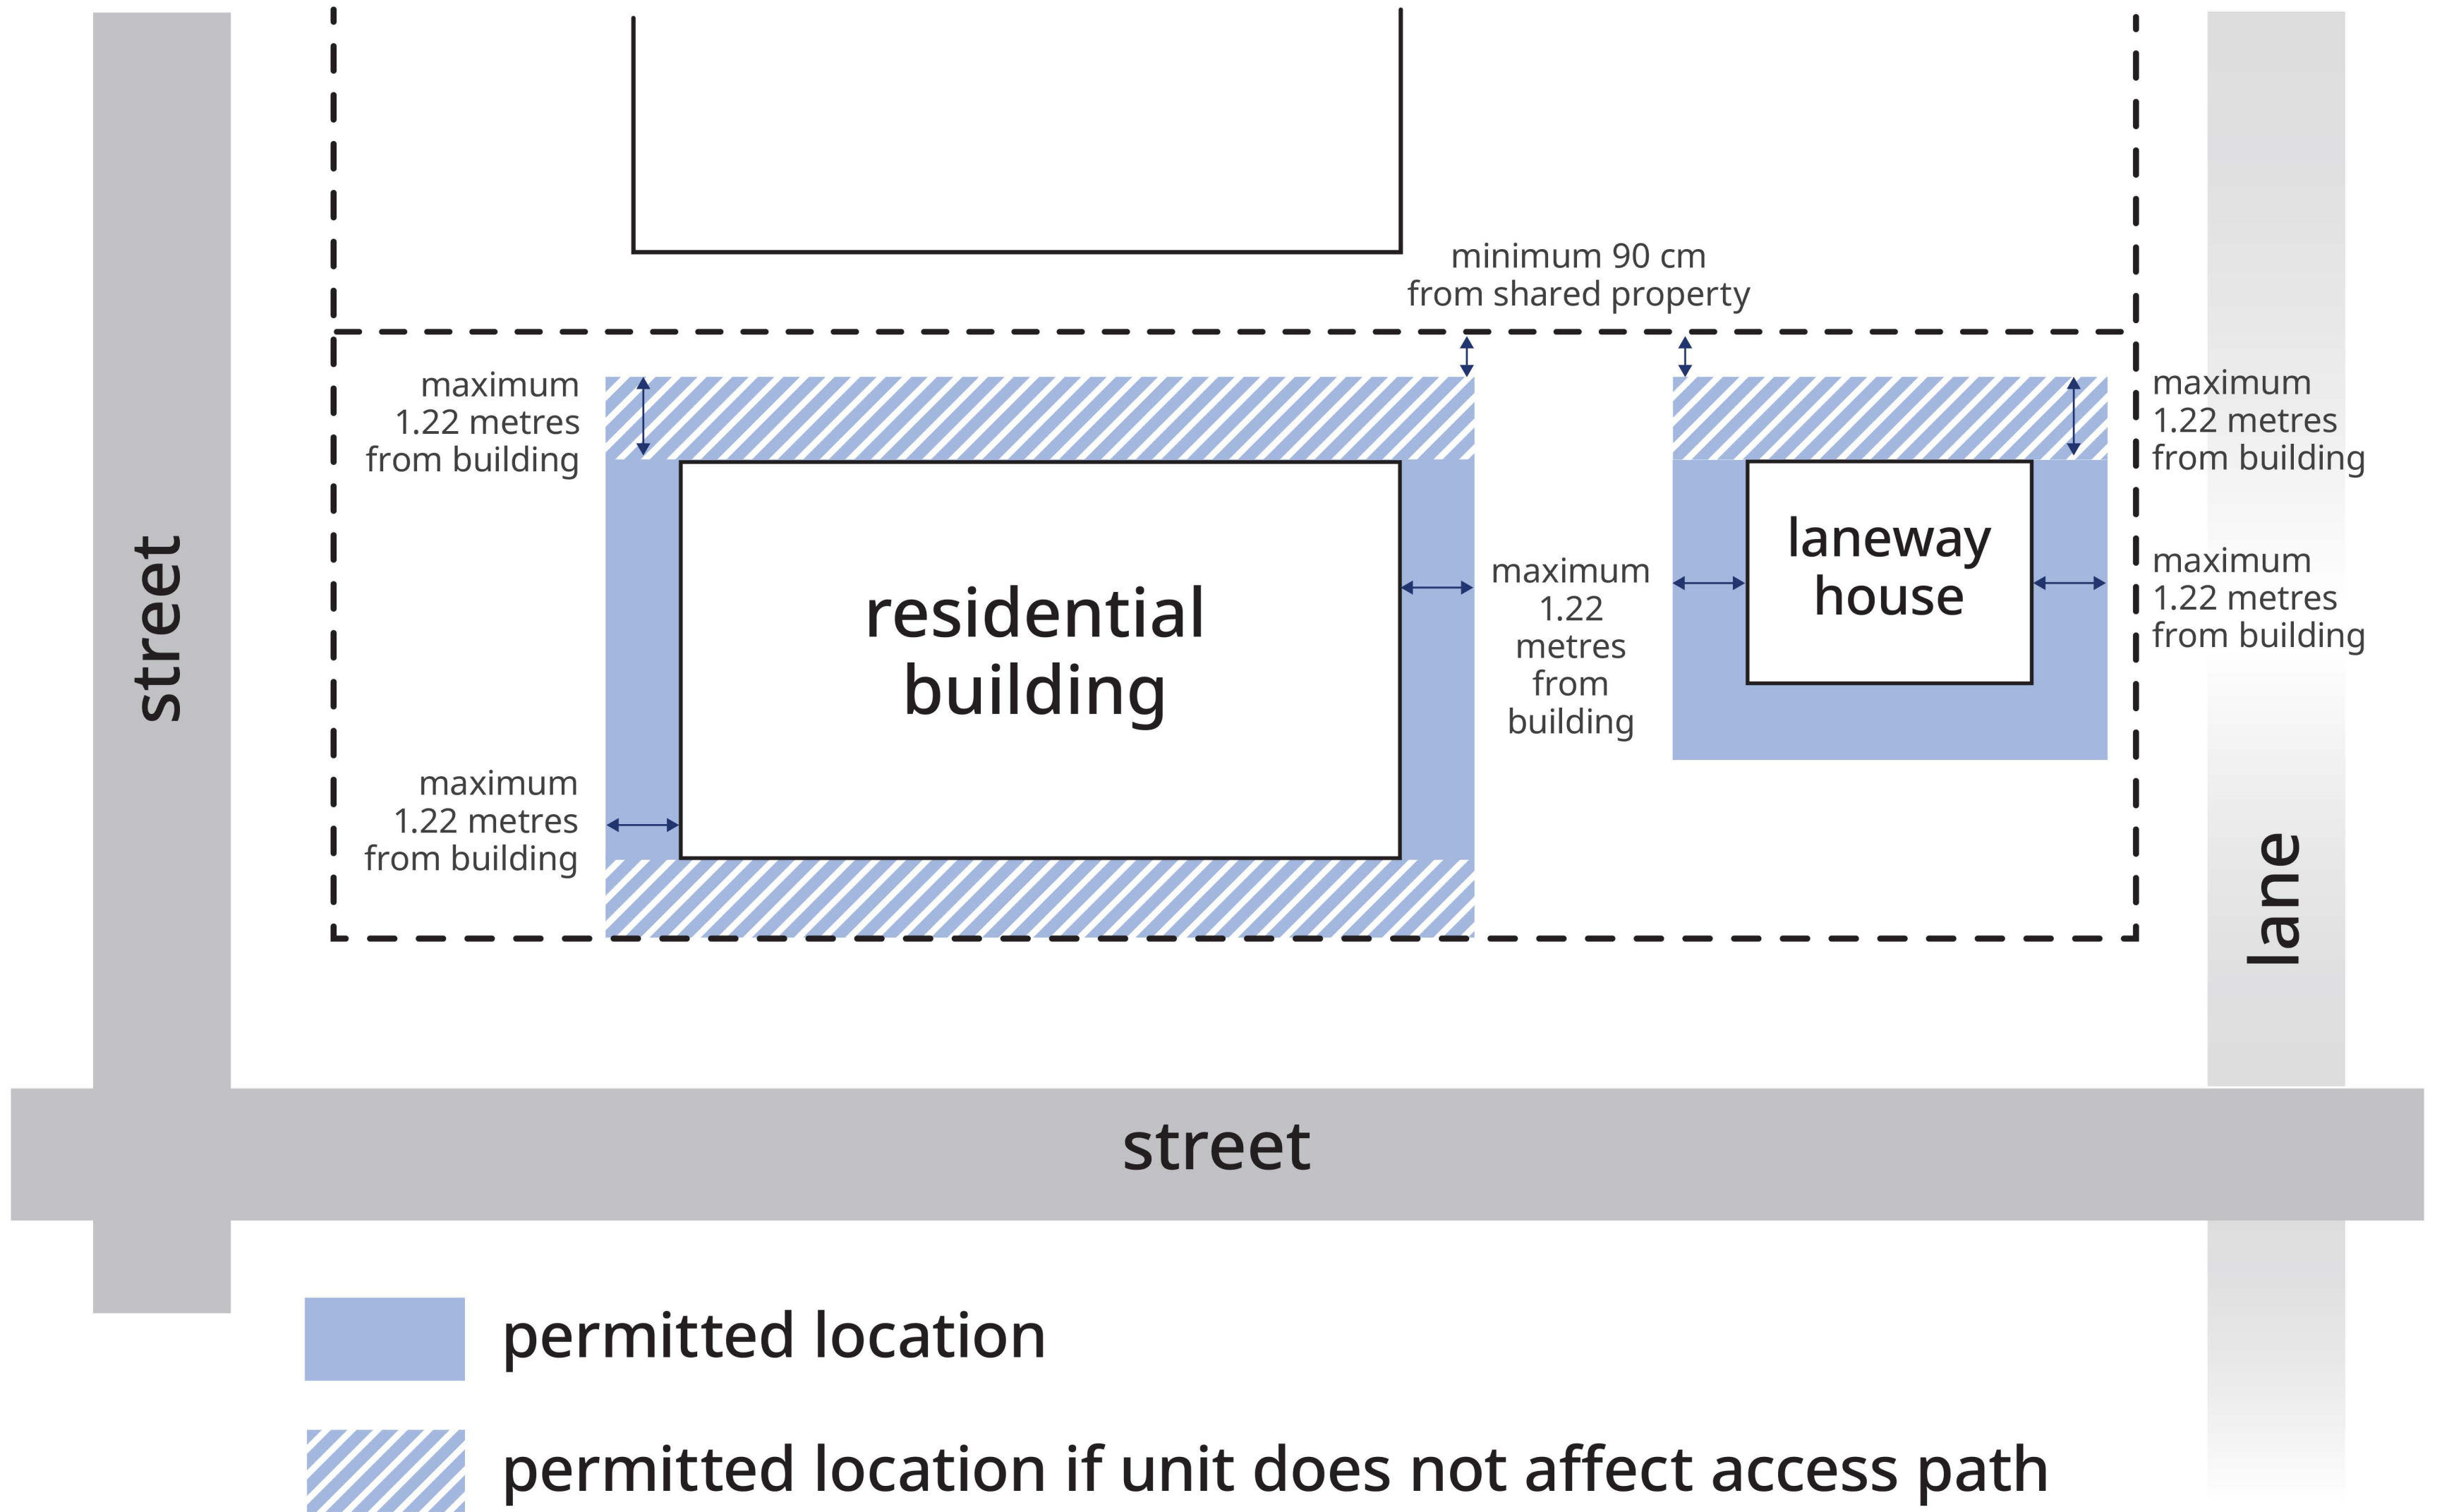 minimum 90 cm
from shared property
maximum
1.22 metres
from building
maximum
1.22 metres
from building
street
residential
building
maximum
1.22
metres
from
building
laneway
house
maximum
1.22 metres
from building
maximum
1.22 metres
from building
lane
street
permitted location
permitted location if unit does not affect access path